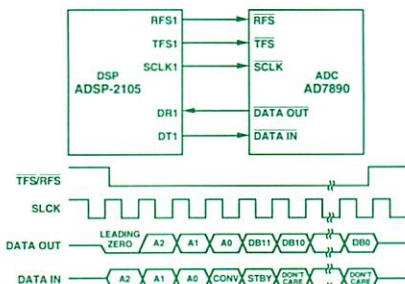 DSP
ADSP-2105
RFS1
TFS1
SCLK1
DR1
DT1
RFS
TFS
SCLK
DATA OUT
DATA IN
ADC
AD7890
TFS/RFS
SLCK
DATA OUT LEADING ZERO A2 A1 A0 DB11 DB10 DB0
DATA IN A2 A1 A0 CONV STBY DON'T CARE DON'T CARE